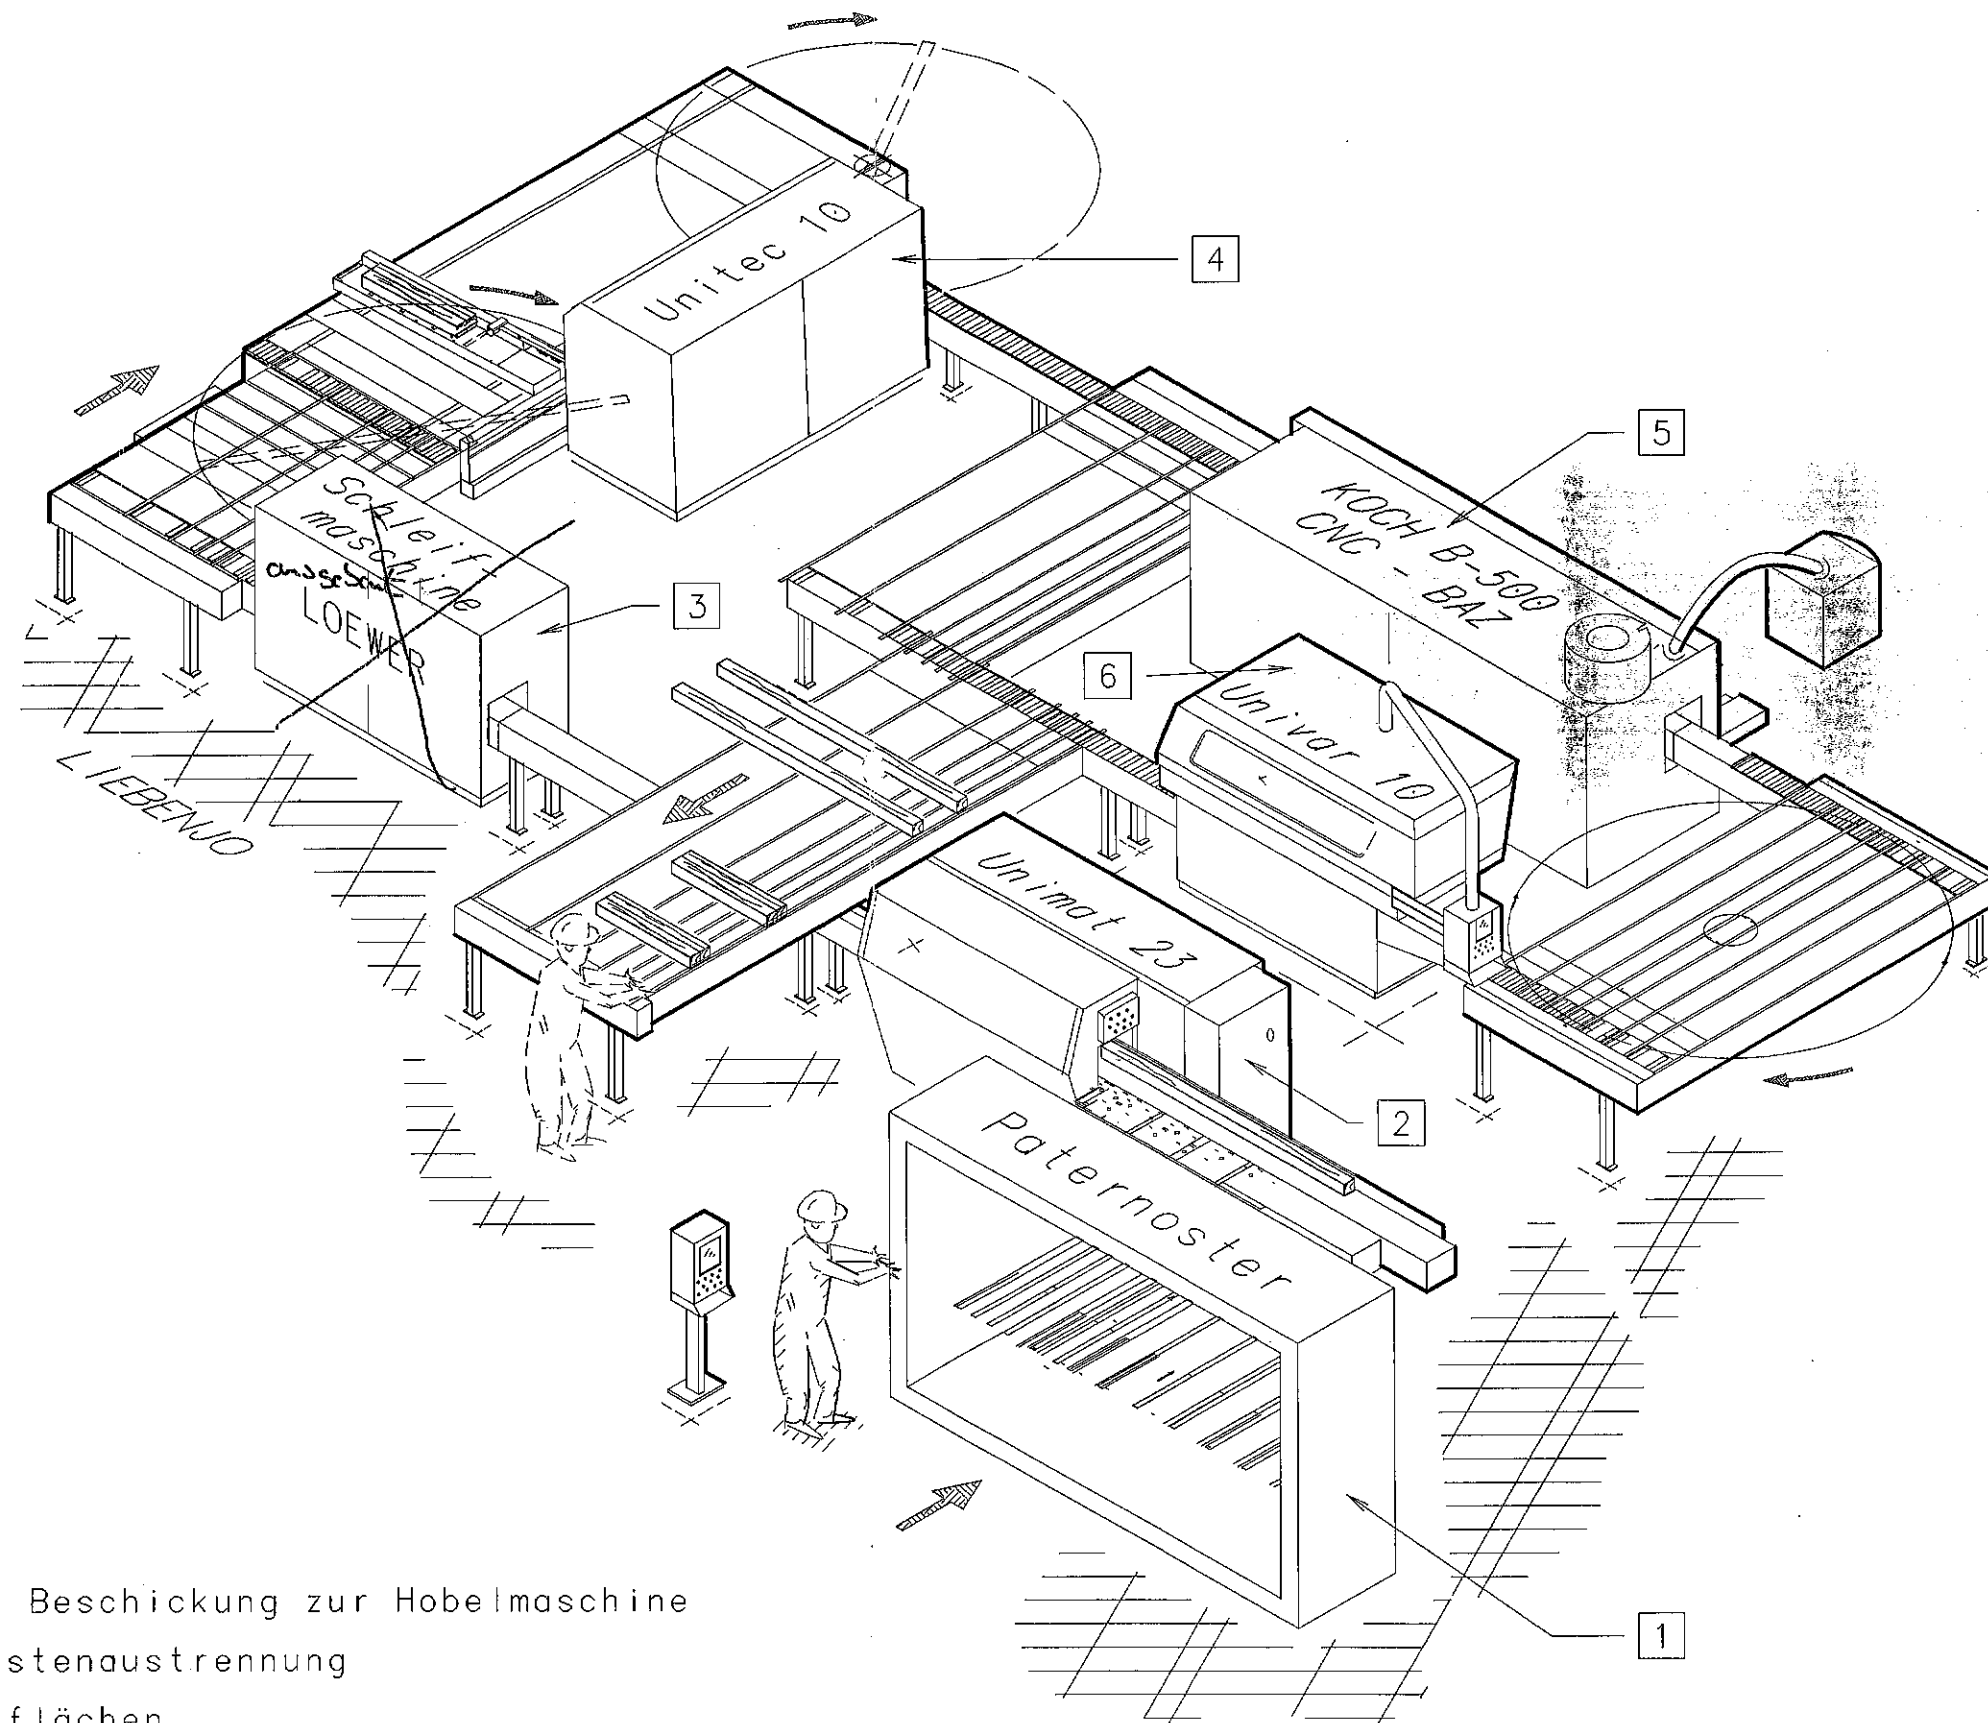 Unitec 10
4
5
KOCH B-500
CNC - BAZ
Schleif-
maschine
LOEWER
3
6
Univar 10
LIEBENJO
Unimat 23
2
Paternoster
1
Beschickung zur Hobelmaschine
stenaustrennung
flächen